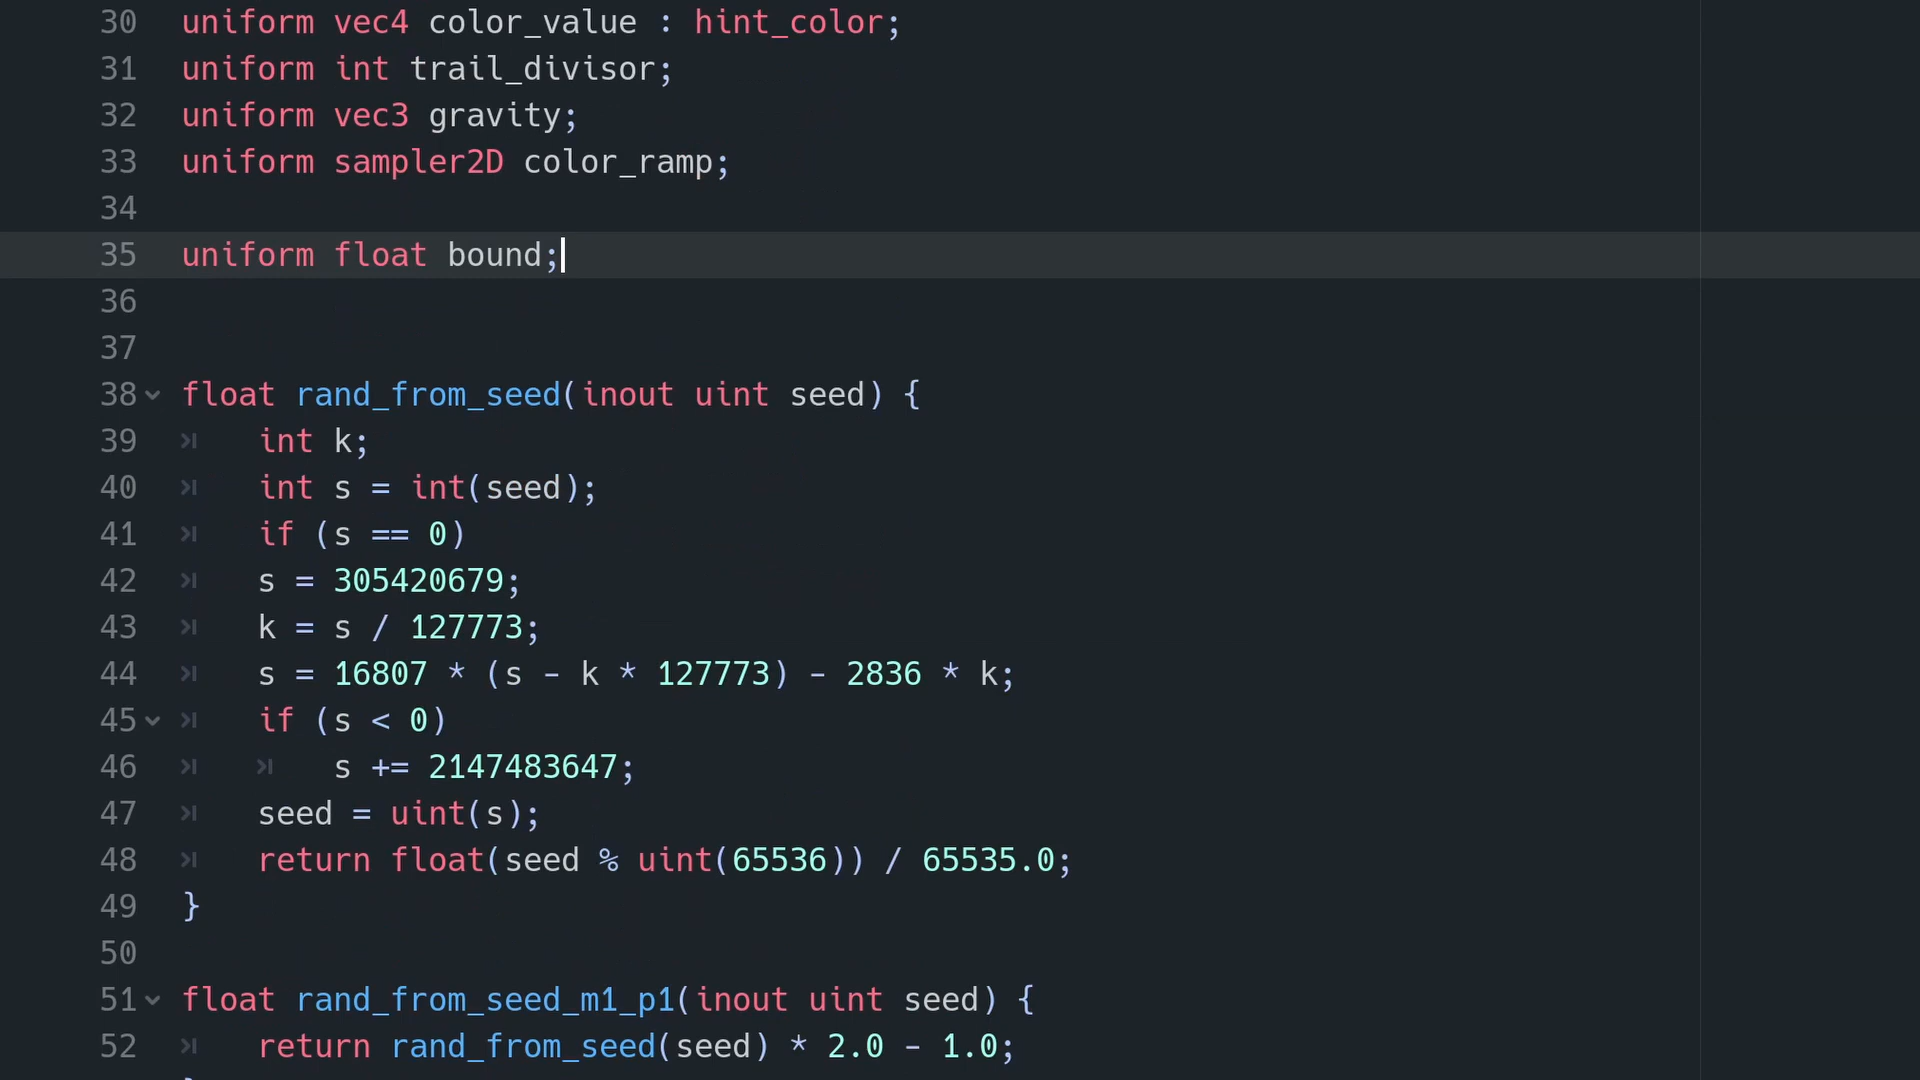 30 uniform vec4 color_value : hint_color;
31 uniform int trail_divisor;
32 uniform vec3 gravity;
33 uniform sampler2D color_ramp;
34
35 uniform float bound;
36
37
38 float rand_from_seed(inout uint seed) {
39 int k;
40 int s = int(seed);
41 if (s == 0)
42 s = 305420679;
43 k = s / 127773;
44 s = 16807 * (s - k * 127773) - 2836 * k;
45 if (s < 0)
46 s += 2147483647;
47 seed = uint(s);
48 return float(seed % uint(65536)) / 65535.0;
49 }
50
51 float rand_from_seed_m1_p1(inout uint seed) {
52 return rand_from_seed(seed) * 2.0 - 1.0;